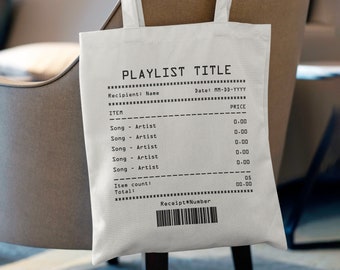 PLAYLIST TITLE
Recipient: Name Date: MM-DD-YYYY
ITEM PRICE
Song - Artist 0.00
Song - Artist 0.00
Song - Artist 0.00
Song - Artist 0.00
Song - Artist 0.00
Item count: 05
Total: 00.00
Receipt#Number